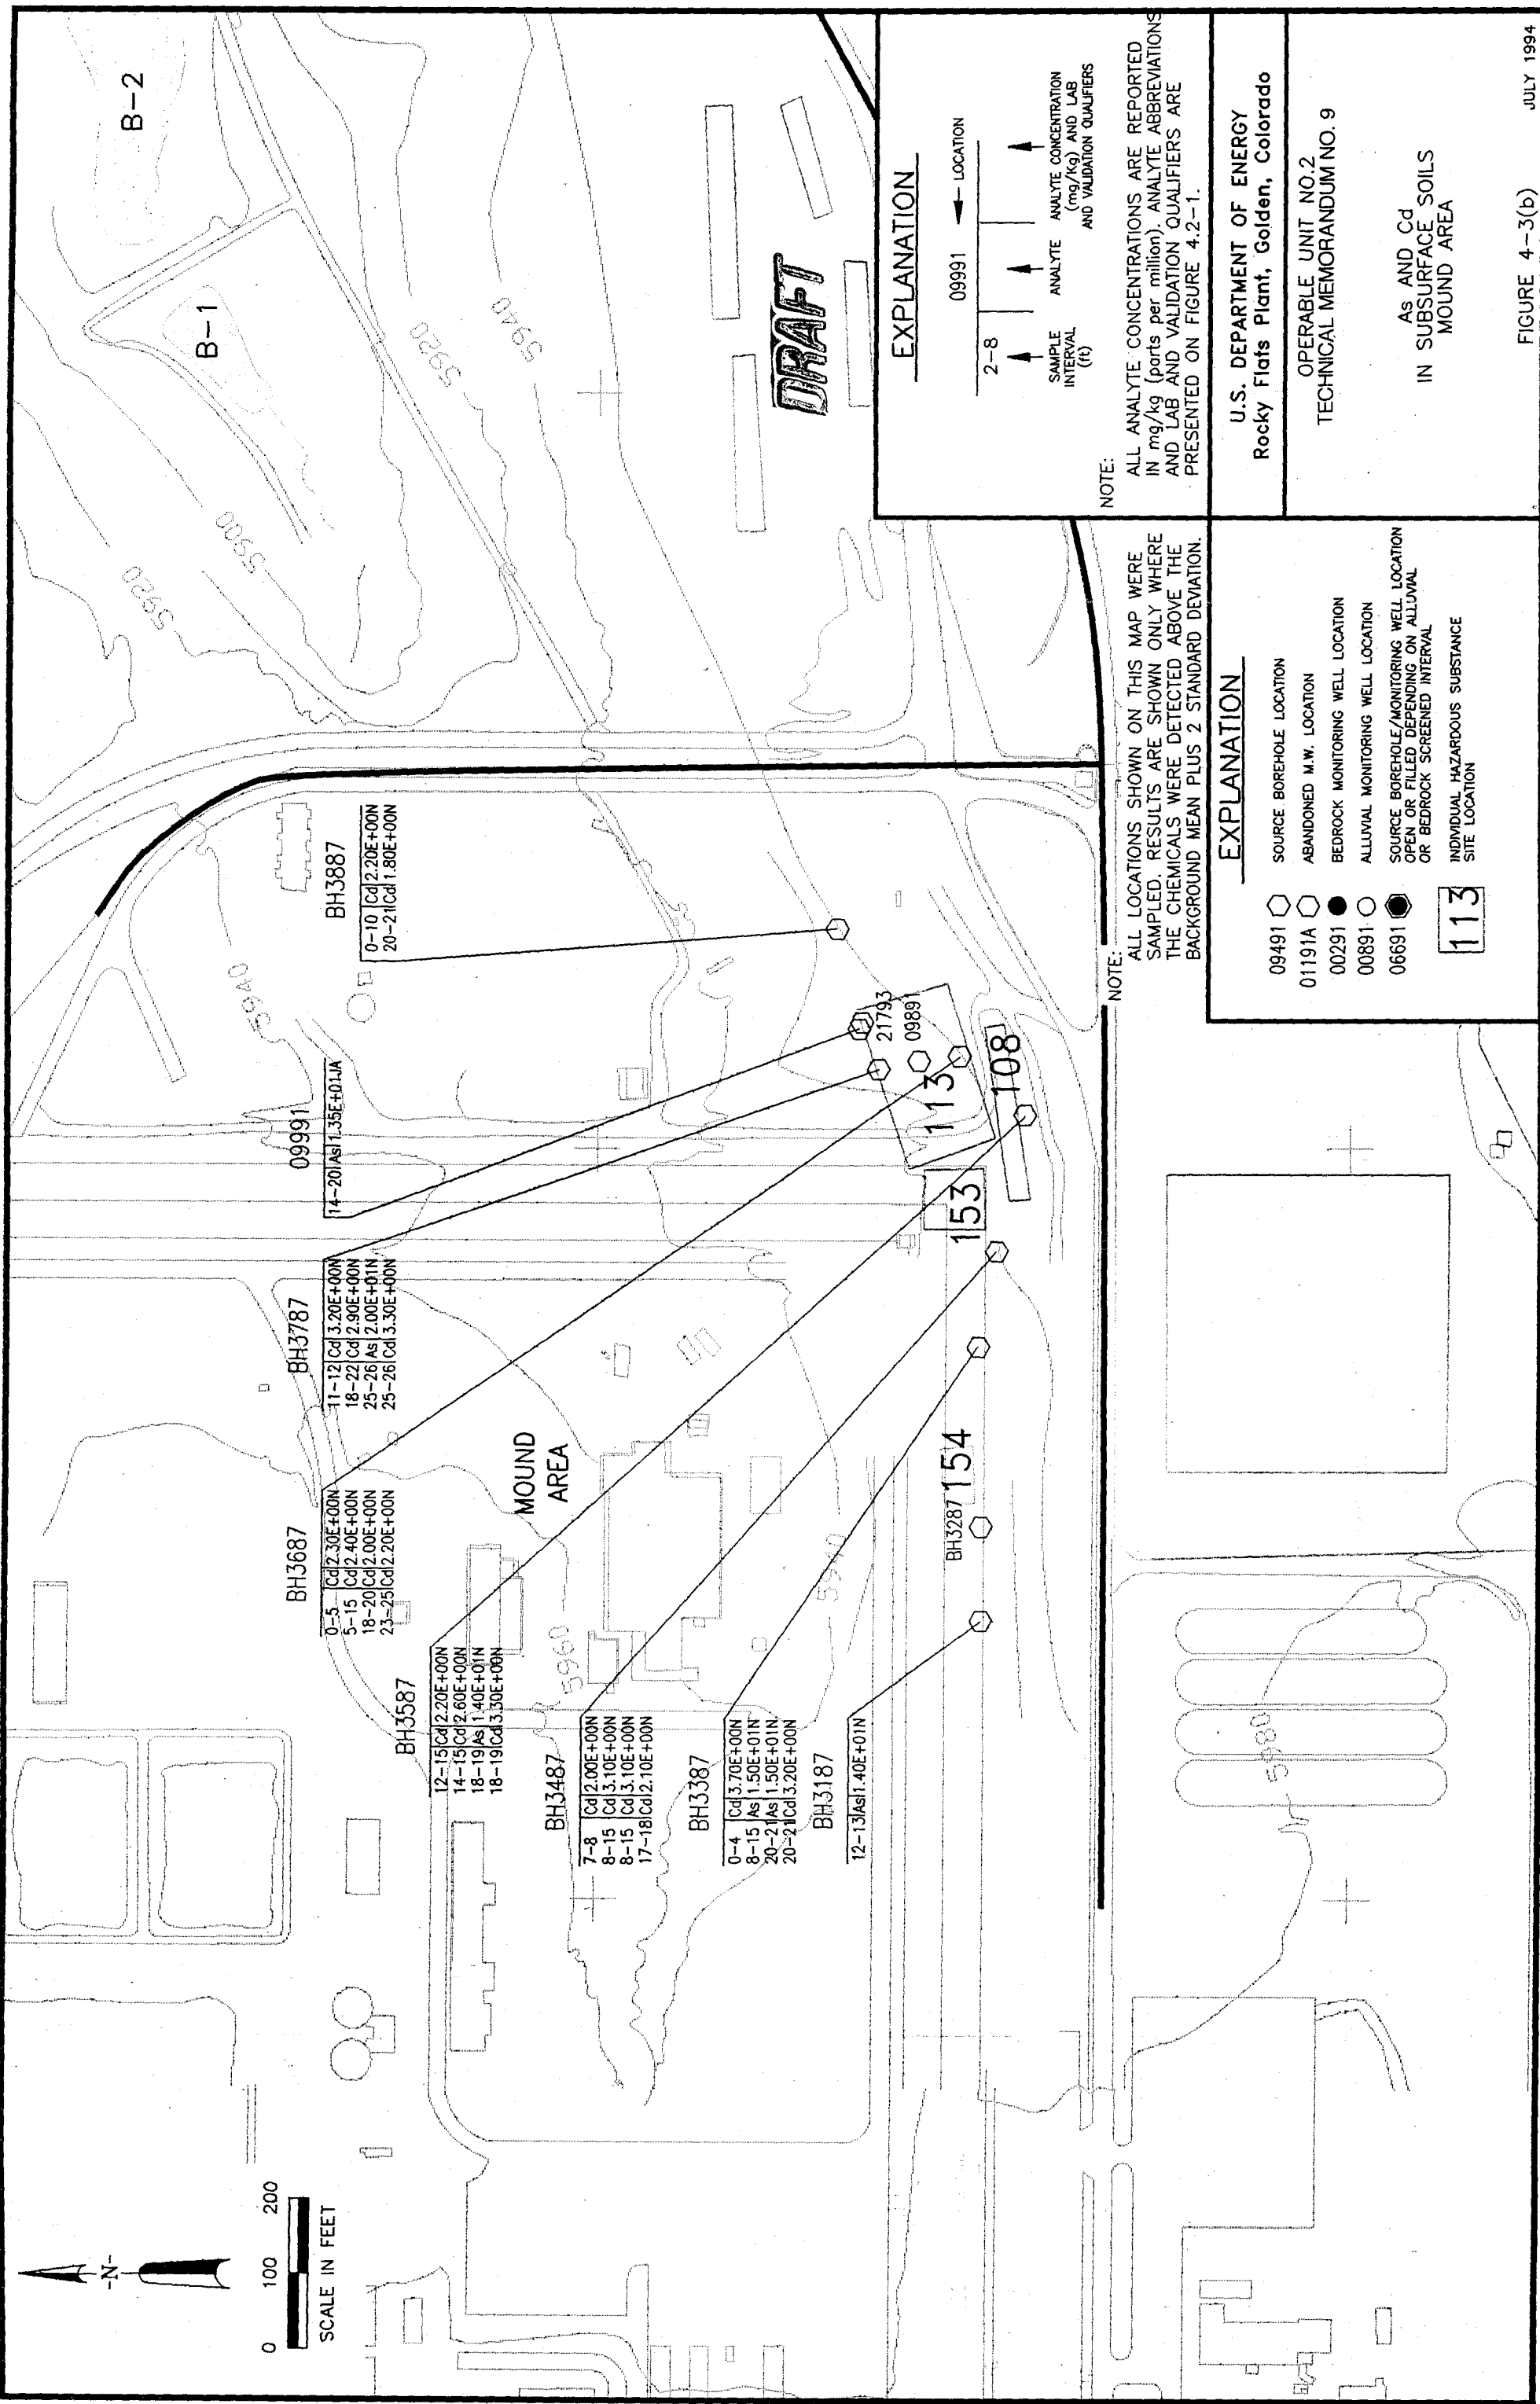 -N-
0 100 200
SCALE IN FEET
B-1
B-2
5920
5900
5920
5940
5940
5960
5940
5980
BH3887
0-10 Cd 2.20E+00N
20-21 Cd 1.80E+00N
09991
14-20 As 1.35E+01JA
BH3787
11-12 Cd 3.20E+00N
18-22 Cd 2.90E+00N
25-26 As 2.00E+01N
25-26 Cd 3.30E+00N
BH3687
0-5 Cd 2.30E+00N
5-15 Cd 2.40E+00N
18-20 Cd 2.00E+00N
23-25 Cd 2.20E+00N
BH3587
12-15 Cd 2.20E+00N
14-15 Cd 2.60E+00N
18-19 As 1.40E+01N
18-19 Cd 3.30E+00N
BH3487
7-8 Cd 2.00E+00N
8-15 Cd 3.10E+00N
8-15 Cd 3.10E+00N
17-18 Cd 2.10E+00N
BH3387
0-4 Cd 3.70E+00N
8-15 As 1.50E+01N
20-21 As 1.50E+01N
20-21 Cd 3.20E+00N
BH3187
12-13 As 1.40E+01N
MOUND
AREA
21793
09891
113
108
153
154
BH3287
DRAFT
NOTE:
ALL LOCATIONS SHOWN ON THIS MAP WERE
SAMPLED. RESULTS ARE SHOWN ONLY WHERE
THE CHEMICALS WERE DETECTED ABOVE THE
BACKGROUND MEAN PLUS 2 STANDARD DEVIATION.
EXPLANATION
09491 SOURCE BOREHOLE LOCATION
01191A ABANDONED M.W. LOCATION
00291 BEDROCK MONITORING WELL LOCATION
00891 ALLUVIAL MONITORING WELL LOCATION
06691 SOURCE BOREHOLE/MONITORING WELL LOCATION
OPEN OR FILLED DEPENDING ON ALLUVIAL
OR BEDROCK SCREENED INTERVAL
113 INDIVIDUAL HAZARDOUS SUBSTANCE
SITE LOCATION
EXPLANATION
09991 LOCATION
2-8
SAMPLE
INTERVAL
(ft)
ANALYTE
ANALYTE CONCENTRATION
(mg/Kg) AND LAB
AND VALIDATION QUALIFIERS
NOTE:
ALL ANALYTE CONCENTRATIONS ARE REPORTED
IN mg/kg (parts per million). ANALYTE ABBREVIATIONS
AND LAB AND VALIDATION QUALIFIERS ARE
PRESENTED ON FIGURE 4.2-1.
U.S. DEPARTMENT OF ENERGY
Rocky Flats Plant, Golden, Colorado
OPERABLE UNIT NO.2
TECHNICAL MEMORANDUM NO. 9
As AND Cd
IN SUBSURFACE SOILS
MOUND AREA
FIGURE 4-3(b) JULY 1994